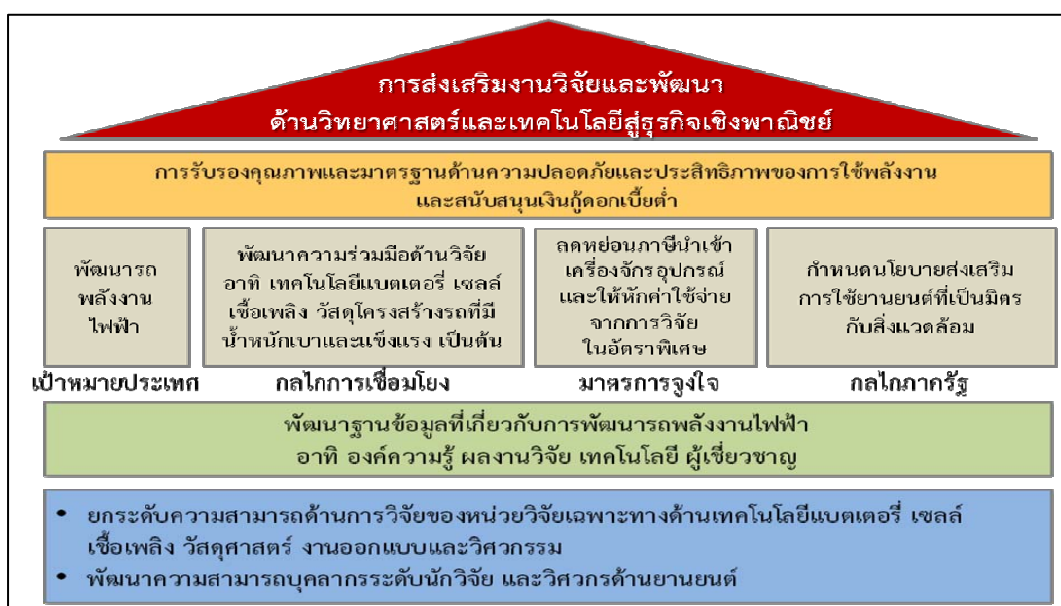 การส่งเสริมงานวิจัยและพัฒนา
ด้านวิทยาศาสตร์และเทคโนโลยีสู่ธุรกิจเชิงพาณิชย์
การรับรองคุณภาพและมาตรฐานด้านความปลอดภัยและประสิทธิภาพของการใช้พลังงาน
และสนับสนุนเงินกู้ดอกเบี้ยต่ำ
พัฒนารถ
พลังงาน
ไฟฟ้า
เป้าหมายประเทศ
พัฒนาความร่วมมือด้านวิจัย
อาทิ เทคโนโลยีแบตเตอรี่ เซลล์
เชื้อเพลิง วัสดุโครงสร้างรถที่มี
น้ำหนักเบาและแข็งแรง เป็นต้น
กลไกการเชื่อมโยง
ลดหย่อนภาษีนำเข้า
เครื่องจักรอุปกรณ์
และให้หักค่าใช้จ่าย
จากการวิจัย
ในอัตราพิเศษ
มาตรการจูงใจ
กำหนดนโยบายส่งเสริม
การใช้ยานยนต์ที่เป็นมิตร
กับสิ่งแวดล้อม
กลไกภาครัฐ
พัฒนาฐานข้อมูลที่เกี่ยวกับการพัฒนารถพลังงานไฟฟ้า
อาทิ องค์ความรู้ ผลงานวิจัย เทคโนโลยี ผู้เชี่ยวชาญ
• ยกระดับความสามารถด้านการวิจัยของหน่วยวิจัยเฉพาะทางด้านเทคโนโลยีแบตเตอรี่ เซลล์
เชื้อเพลิง วัสดุศาสตร์ งานออกแบบและวิศวกรรม
• พัฒนาความสามารถบุคลากรระดับนักวิจัย และวิศวกรด้านยานยนต์